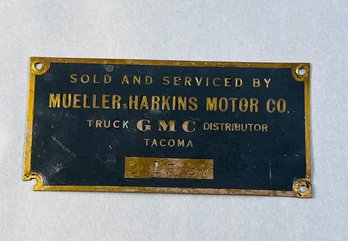 SOLD AND SERVICED BY
MUELLER-HARKINS MOTOR CO.
TRUCK GMC DISTRIBUTOR
TACOMA